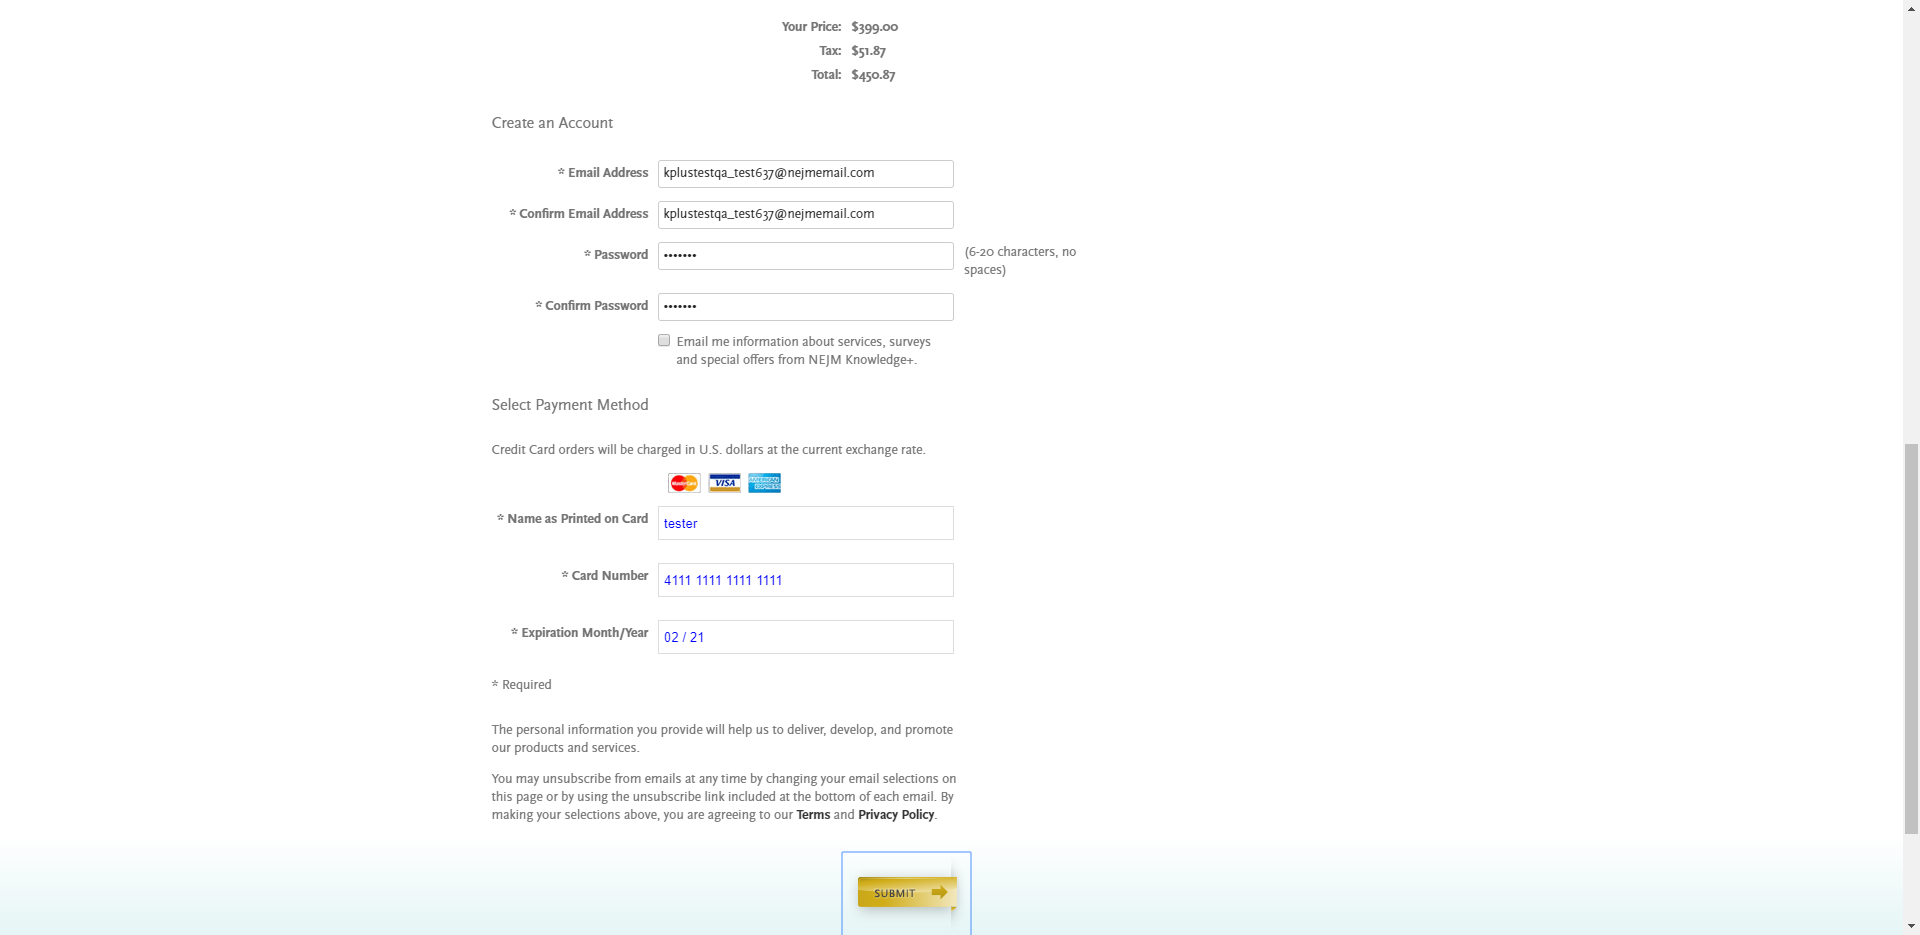 Your Price: $399.00
Tax: $51.87
Total: $450.87
Create an Account
* Email Address kplustestqa_test637@nejmemail.com
* Confirm Email Address kplustestqa_test637@nejmemail.com
* Password ••••••• (6-20 characters, no
spaces)
* Confirm Password •••••••
Email me information about services, surveys
and special offers from NEJM Knowledge+.
Select Payment Method
Credit Card orders will be charged in U.S. dollars at the current exchange rate.
MasterCard VISA AMERICAN EXPRESS
* Name as Printed on Card tester
* Card Number 4111 1111 1111 1111
* Expiration Month/Year 02 / 21
* Required
The personal information you provide will help us to deliver, develop, and promote
our products and services.
You may unsubscribe from emails at any time by changing your email selections on
this page or by using the unsubscribe link included at the bottom of each email. By
making your selections above, you are agreeing to our Terms and Privacy Policy.
SUBMIT